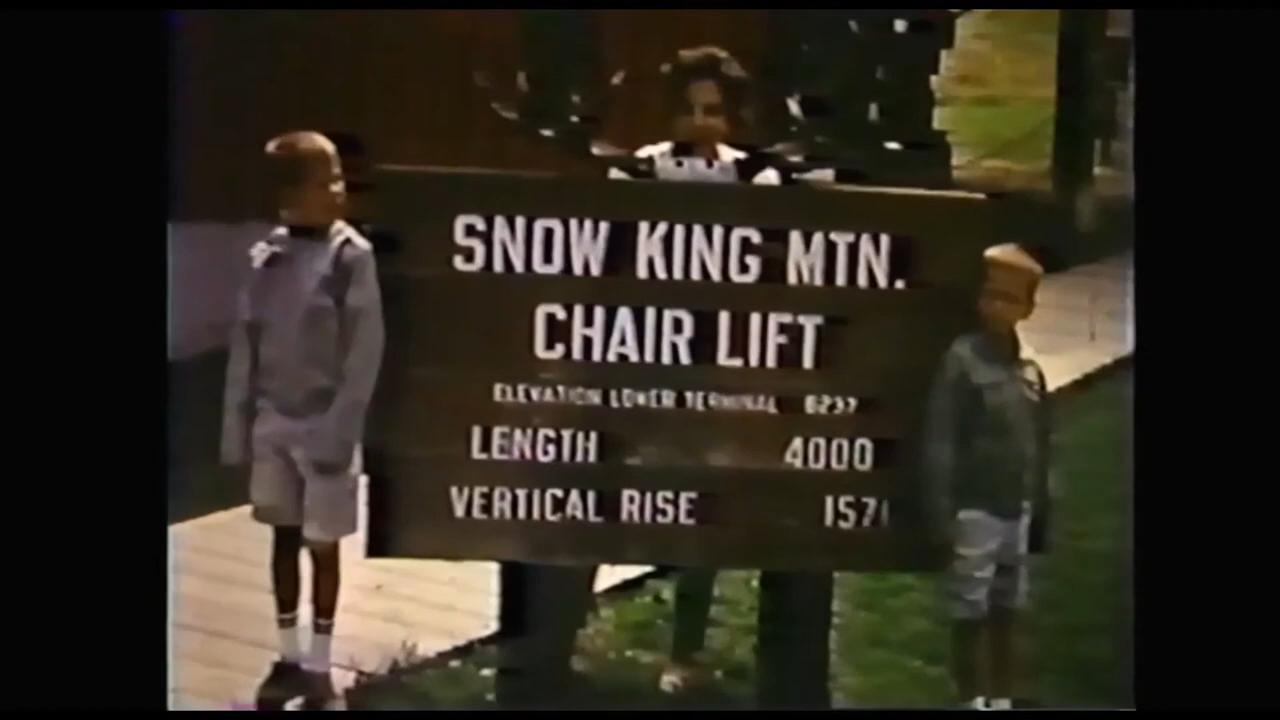 SNOW KING MTN.
CHAIR LIFT
ELEVATION LOWER TERMINAL 6237
LENGTH 4000
VERTICAL RISE 1571